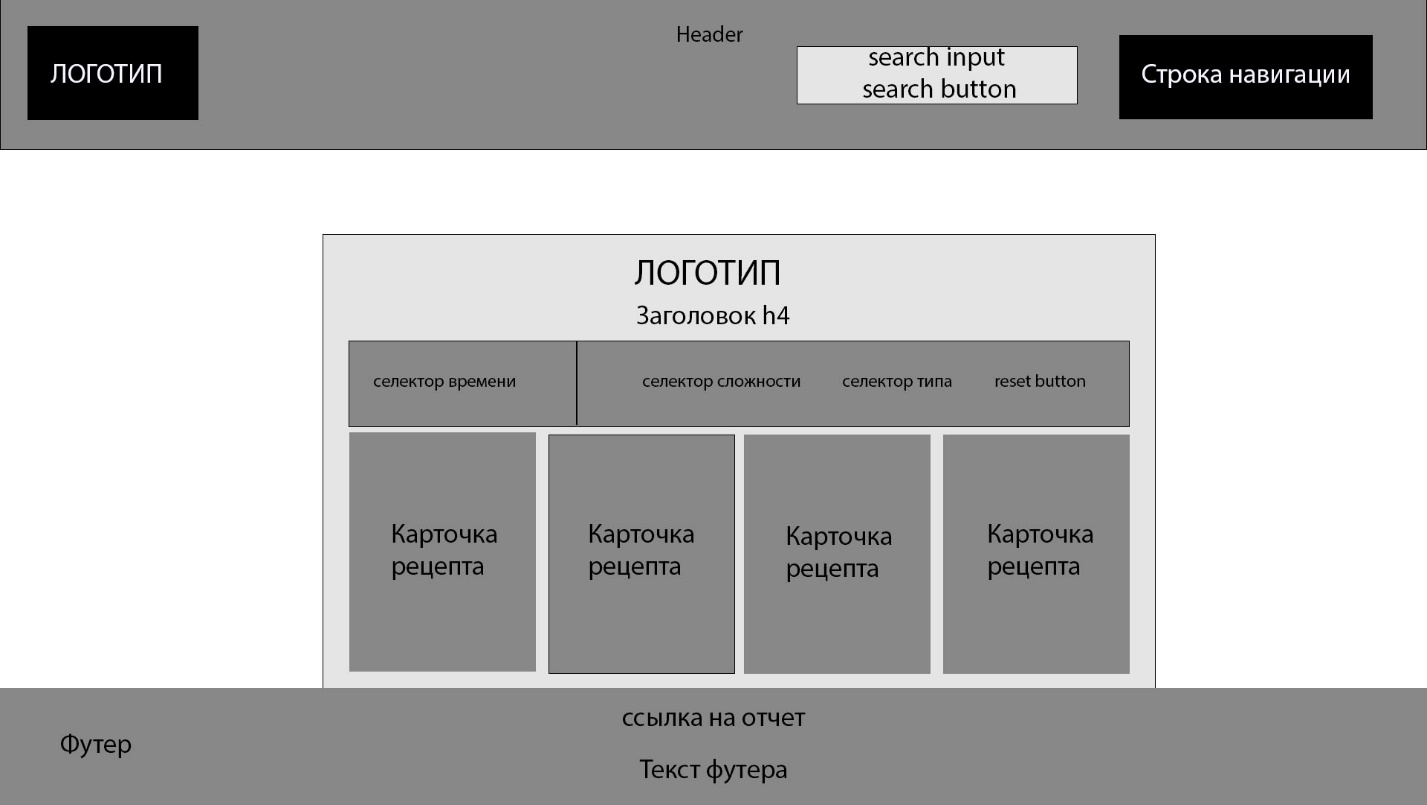 Header
ЛОГОТИП
search input
search button
Строка навигации
ЛОГОТИП
Заголовок h4
селектор времени
селектор сложности
селектор типа
reset button
Карточка
рецепта
Карточка
рецепта
Карточка
рецепта
Карточка
рецепта
ссылка на отчет
Футер
Текст футера